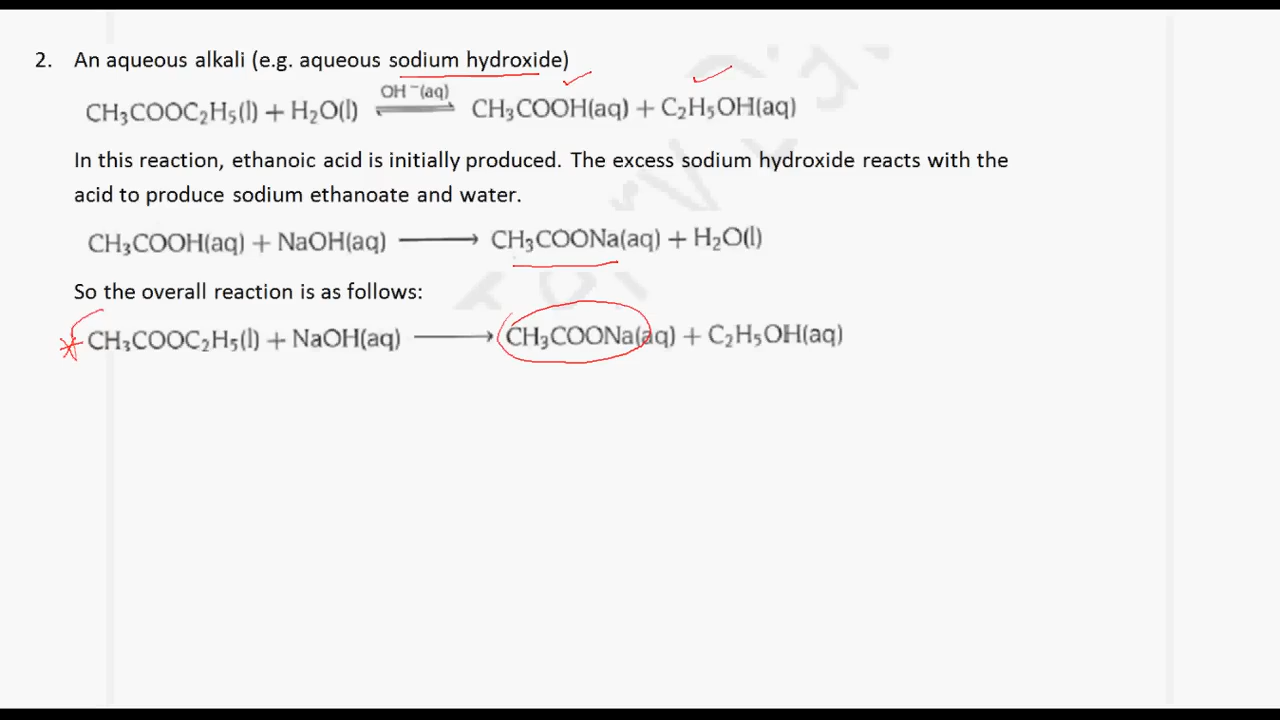 2. An aqueous alkali (e.g. aqueous sodium hydroxide)
OH⁻(aq)
CH₃COOC₂H₅(l) + H₂O(l) ⇌ CH₃COOH(aq) + C₂H₅OH(aq)
In this reaction, ethanoic acid is initially produced. The excess sodium hydroxide reacts with the
acid to produce sodium ethanoate and water.
CH₃COOH(aq) + NaOH(aq) ⟶ CH₃COONa(aq) + H₂O(l)
So the overall reaction is as follows:
CH₃COOC₂H₅(l) + NaOH(aq) ⟶ CH₃COONa(aq) + C₂H₅OH(aq)